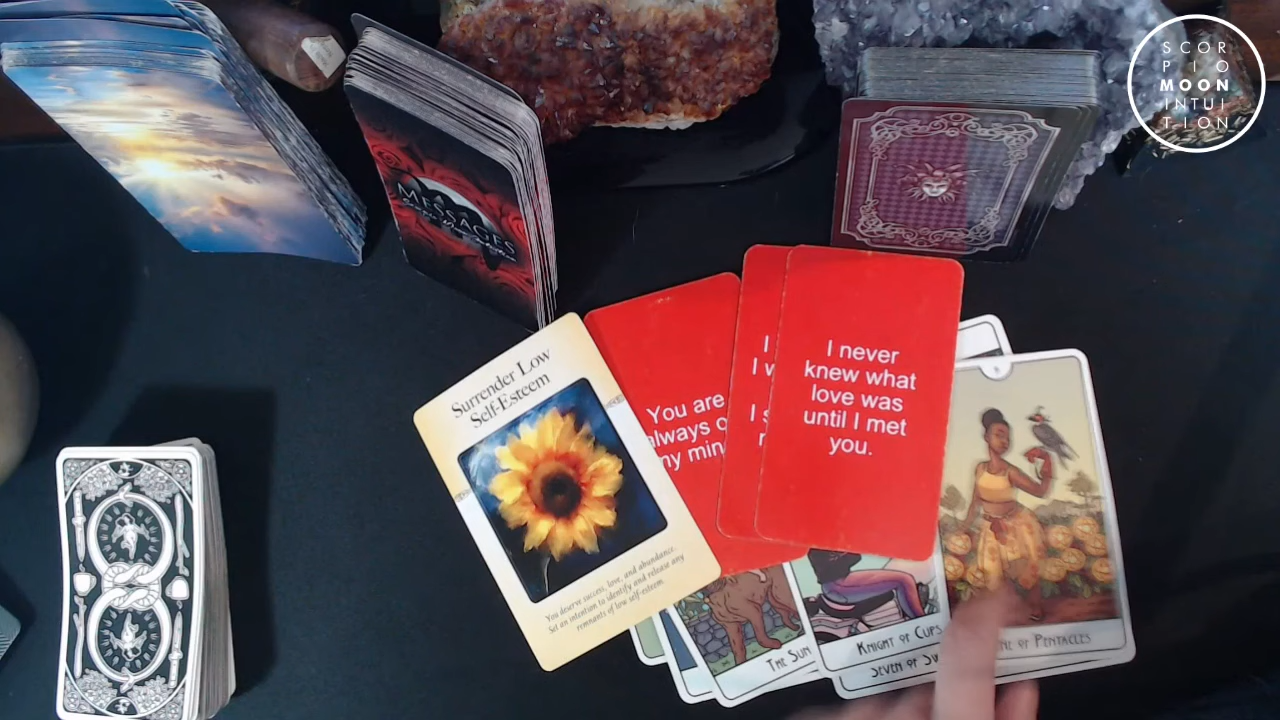 SCOR
PIO
MOON
INTUI
TION
MESSAGES
Surrender Low
Self-Esteem
You deserve success, love, and abundance.
Set an intention to identify and release any
remnants of low self-esteem.
You are
always
my
I
I
I
I never
knew what
love was
until I met
you.
THE SUN
KNIGHT OF CUPS
SEVEN OF
OF PENTACLES